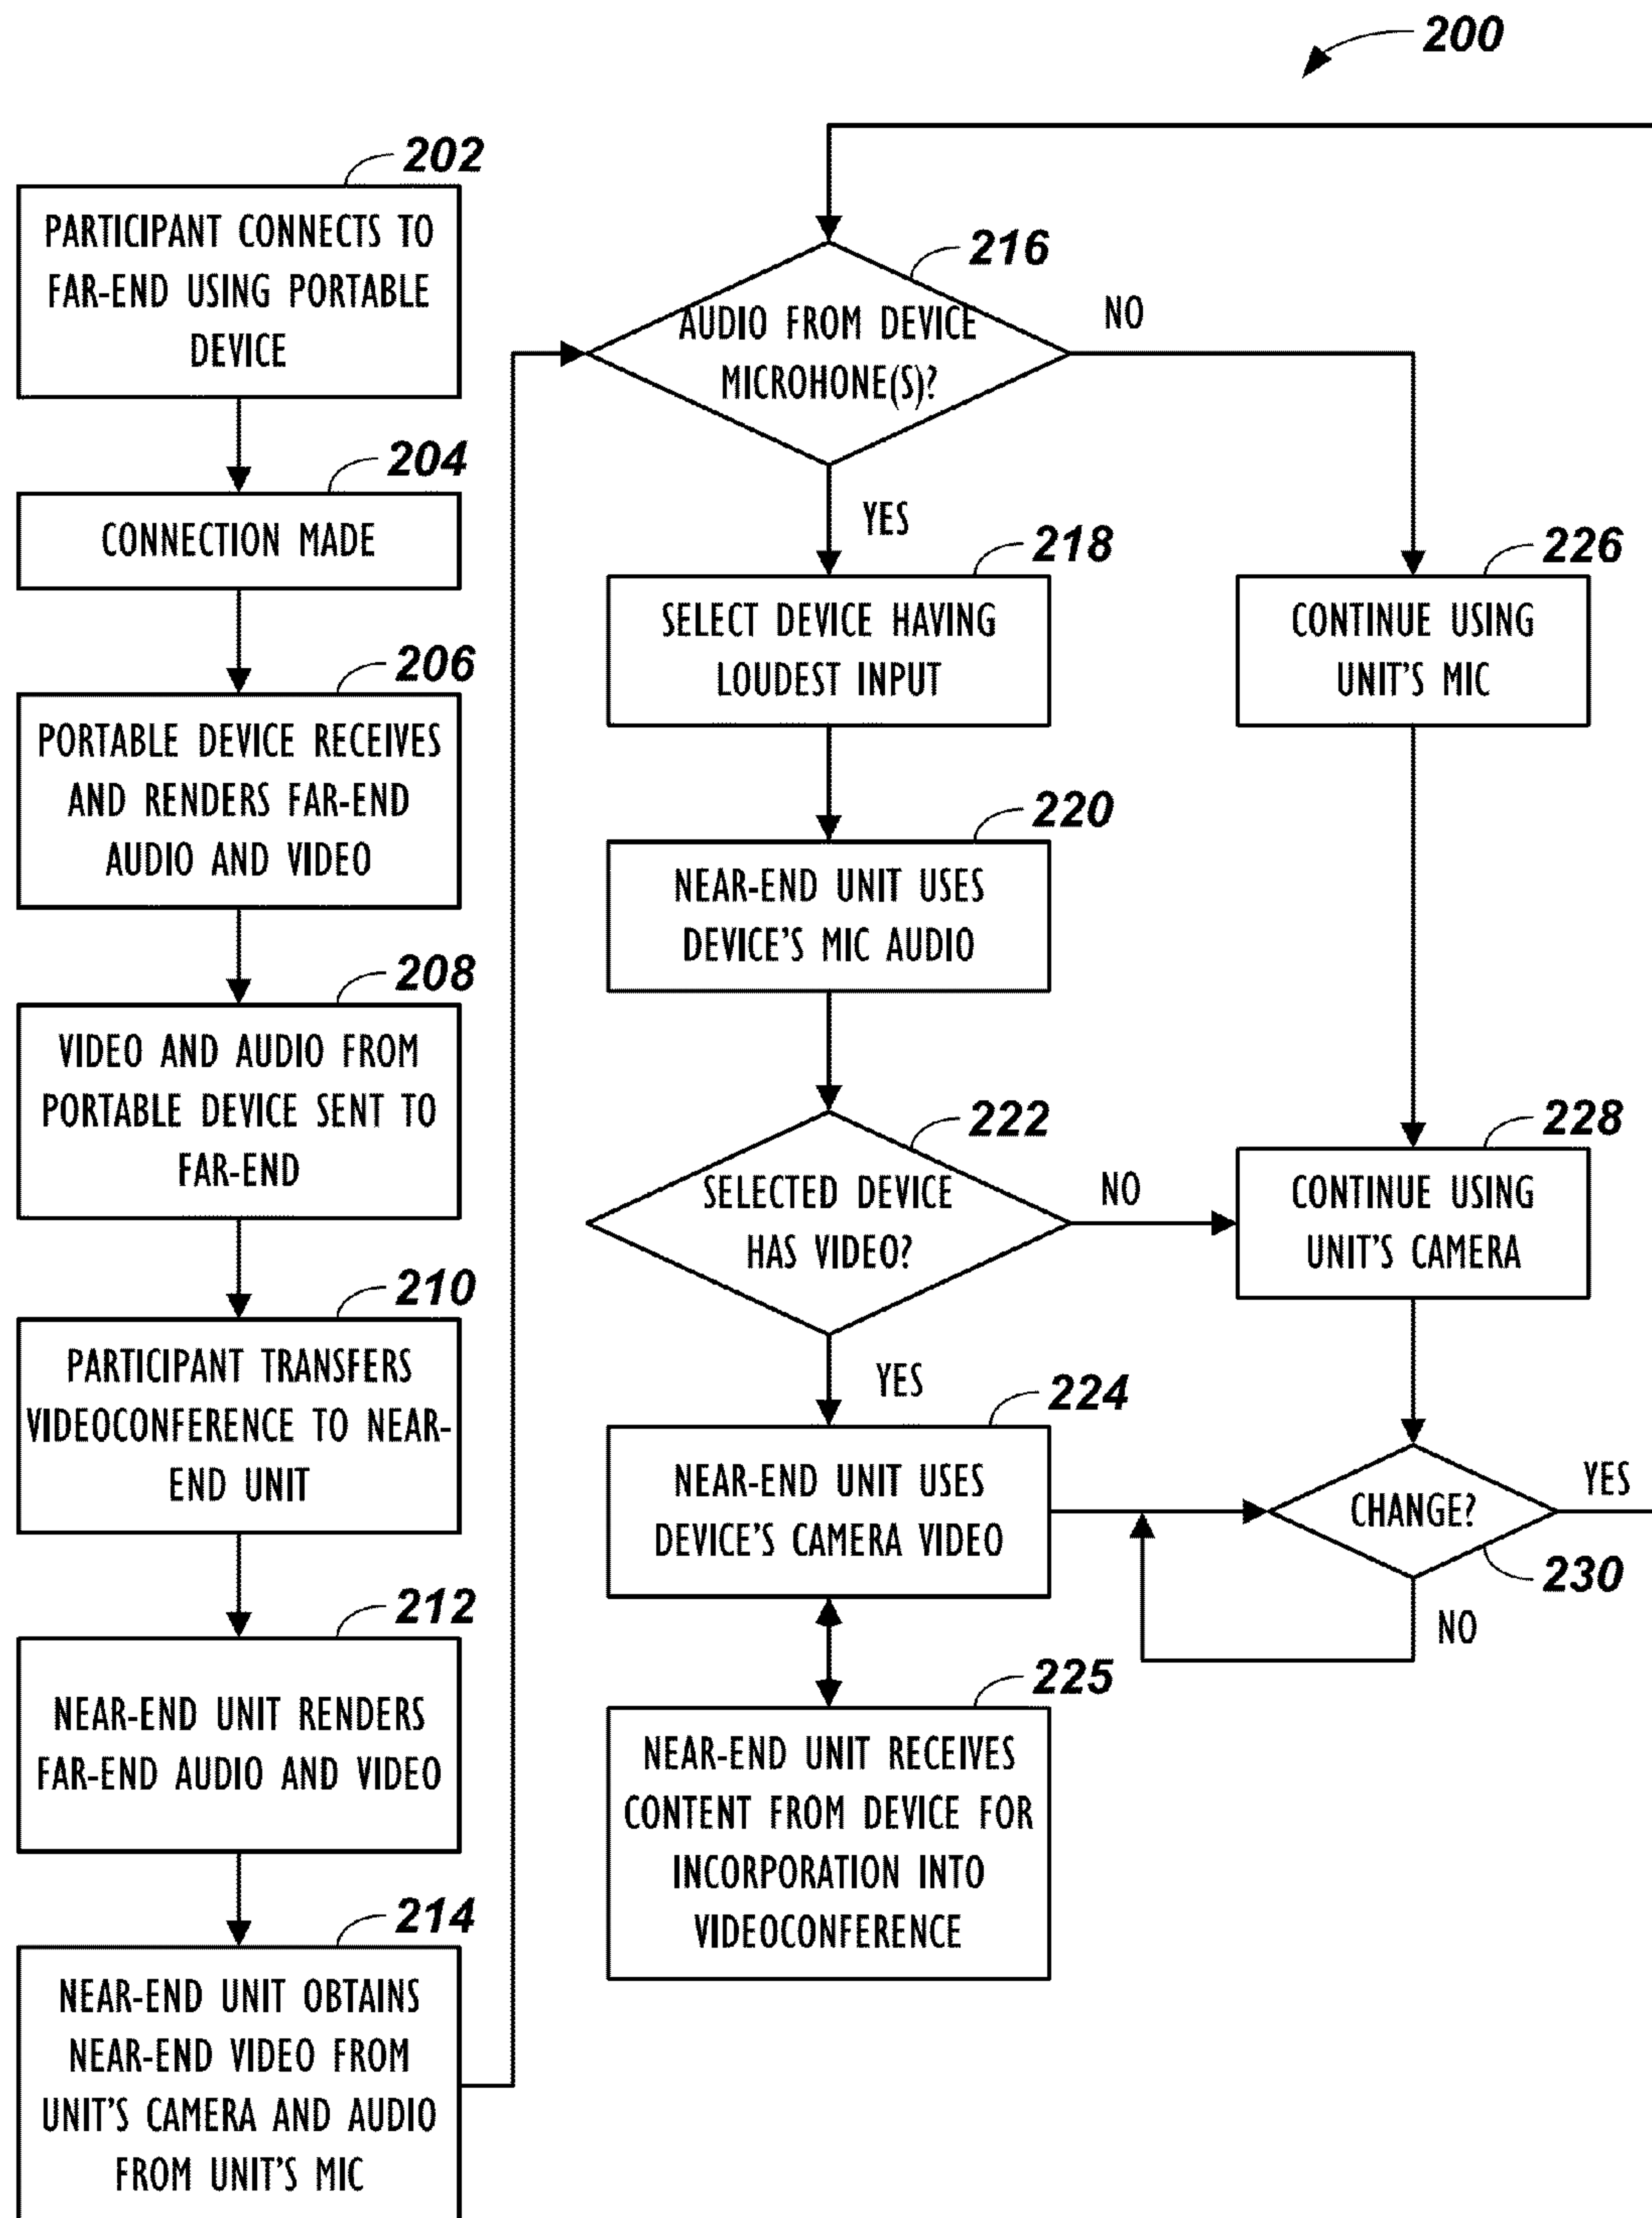 200
202
PARTICIPANT CONNECTS TO
FAR-END USING PORTABLE
DEVICE
204
CONNECTION MADE
206
PORTABLE DEVICE RECEIVES
AND RENDERS FAR-END
AUDIO AND VIDEO
208
VIDEO AND AUDIO FROM
PORTABLE DEVICE SENT TO
FAR-END
210
PARTICIPANT TRANSFERS
VIDEOCONFERENCE TO NEAR-
END UNIT
212
NEAR-END UNIT RENDERS
FAR-END AUDIO AND VIDEO
214
NEAR-END UNIT OBTAINS
NEAR-END VIDEO FROM
UNIT'S CAMERA AND AUDIO
FROM UNIT'S MIC
216
AUDIO FROM DEVICE
MICROHONE(S)?
NO
YES
218
SELECT DEVICE HAVING
LOUDEST INPUT
220
NEAR-END UNIT USES
DEVICE'S MIC AUDIO
222
SELECTED DEVICE
HAS VIDEO?
NO
YES
224
NEAR-END UNIT USES
DEVICE'S CAMERA VIDEO
225
NEAR-END UNIT RECEIVES
CONTENT FROM DEVICE FOR
INCORPORATION INTO
VIDEOCONFERENCE
226
CONTINUE USING
UNIT'S MIC
228
CONTINUE USING
UNIT'S CAMERA
CHANGE?
YES
230
NO